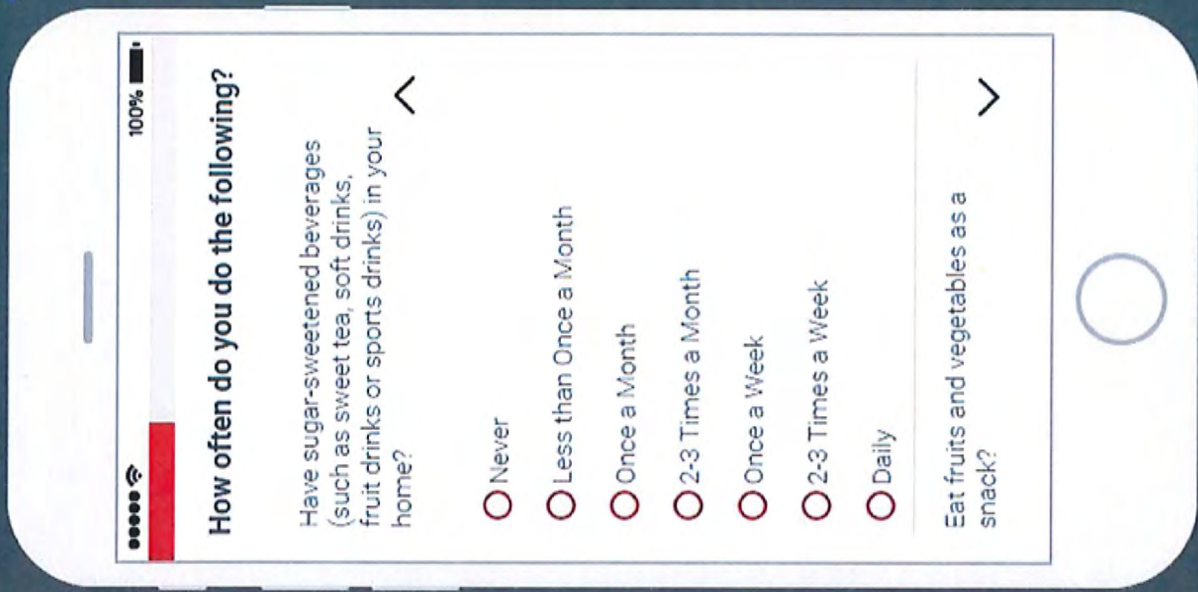 100%
How often do you do the following?
Have sugar-sweetened beverages
(such as sweet tea, soft drinks,
fruit drinks or sports drinks) in your
home?
Never
Less than Once a Month
Once a Month
2-3 Times a Month
Once a Week
2-3 Times a Week
Daily
Eat fruits and vegetables as a
snack?